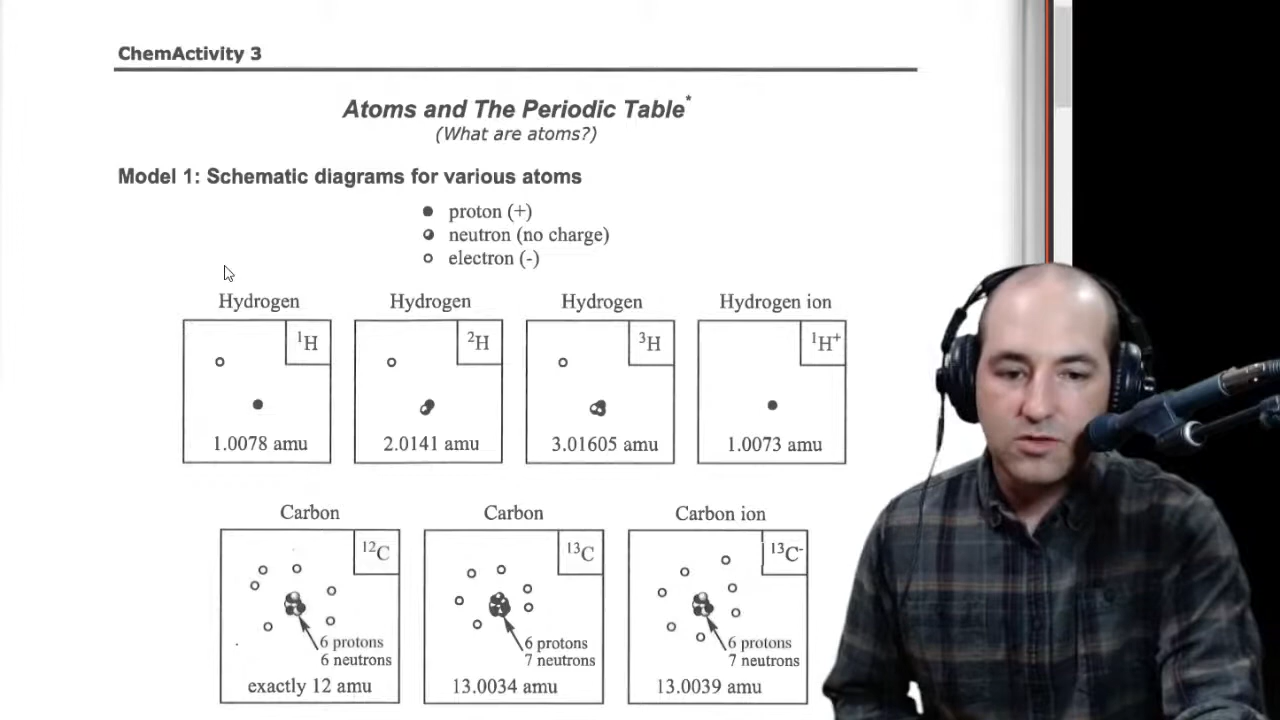 ChemActivity 3
Atoms and The Periodic Table*
(What are atoms?)
Model 1: Schematic diagrams for various atoms
proton (+)
neutron (no charge)
electron (-)
Hydrogen Hydrogen Hydrogen Hydrogen ion
¹H ²H ³H ¹H⁺
1.0078 amu 2.0141 amu 3.01605 amu 1.0073 amu
Carbon Carbon Carbon ion
¹²C ¹³C ¹³C⁻
6 protons 6 protons 6 protons
6 neutrons 7 neutrons 7 neutrons
exactly 12 amu 13.0034 amu 13.0039 amu